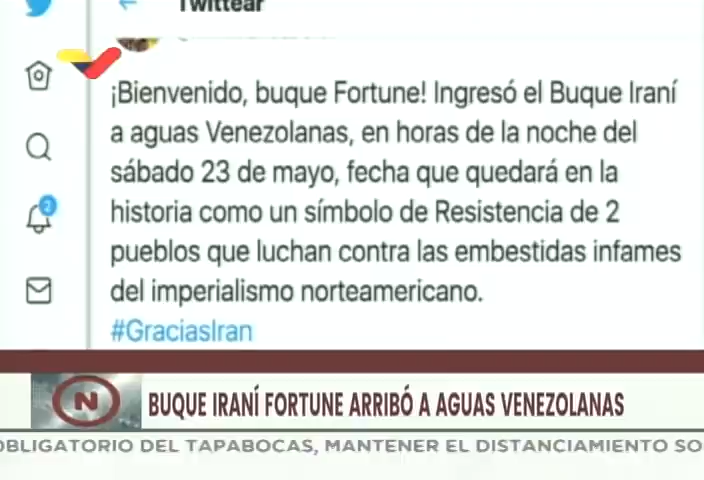 Twittear
¡Bienvenido, buque Fortune! Ingresó el Buque Iraní
a aguas Venezolanas, en horas de la noche del
sábado 23 de mayo, fecha que quedará en la
historia como un símbolo de Resistencia de 2
pueblos que luchan contra las embestidas infames
del imperialismo norteamericano.
#GraciasIran
2
N
BUQUE IRANÍ FORTUNE ARRIBÓ A AGUAS VENEZOLANAS
OBLIGATORIO DEL TAPABOCAS, MANTENER EL DISTANCIAMIENTO SO